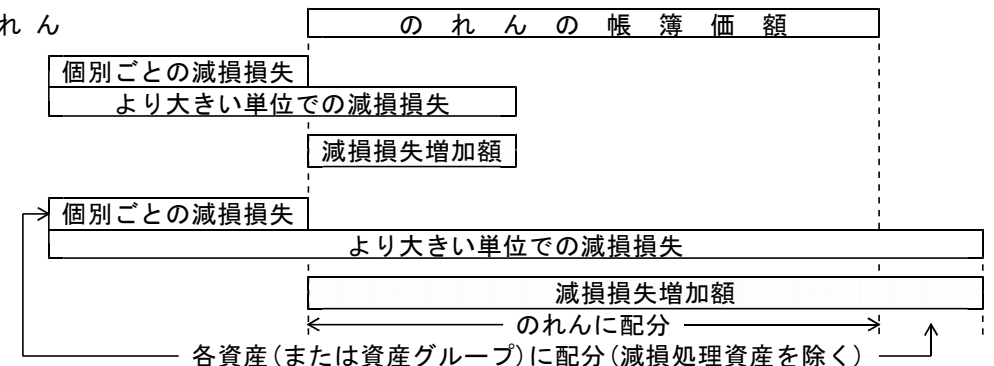 れん
のれんの帳簿価額
個別ごとの減損損失
より大きい単位での減損損失
減損損失増加額
個別ごとの減損損失
より大きい単位での減損損失
減損損失増加額
のれんに配分
各資産(または資産グループ)に配分(減損処理資産を除く)